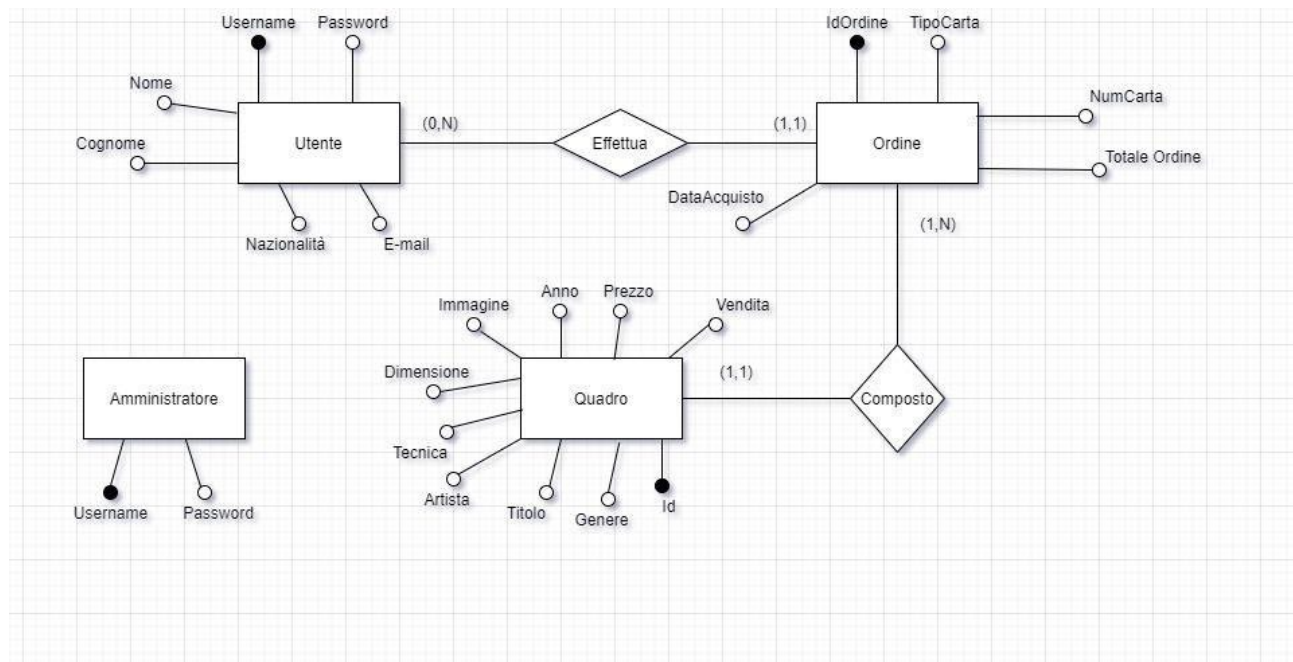 Username Password
IdOrdine TipoCarta
Nome
NumCarta
Cognome
Utente
(0,N)
Effettua
(1,1)
Ordine
Totale Ordine
DataAcquisto
Nazionalità
E-mail
(1,N)
Immagine
Anno
Prezzo
Vendita
Dimensione
(1,1)
Amministratore
Quadro
Composto
Tecnica
Artista
Titolo
Genere
Id
Username
Password